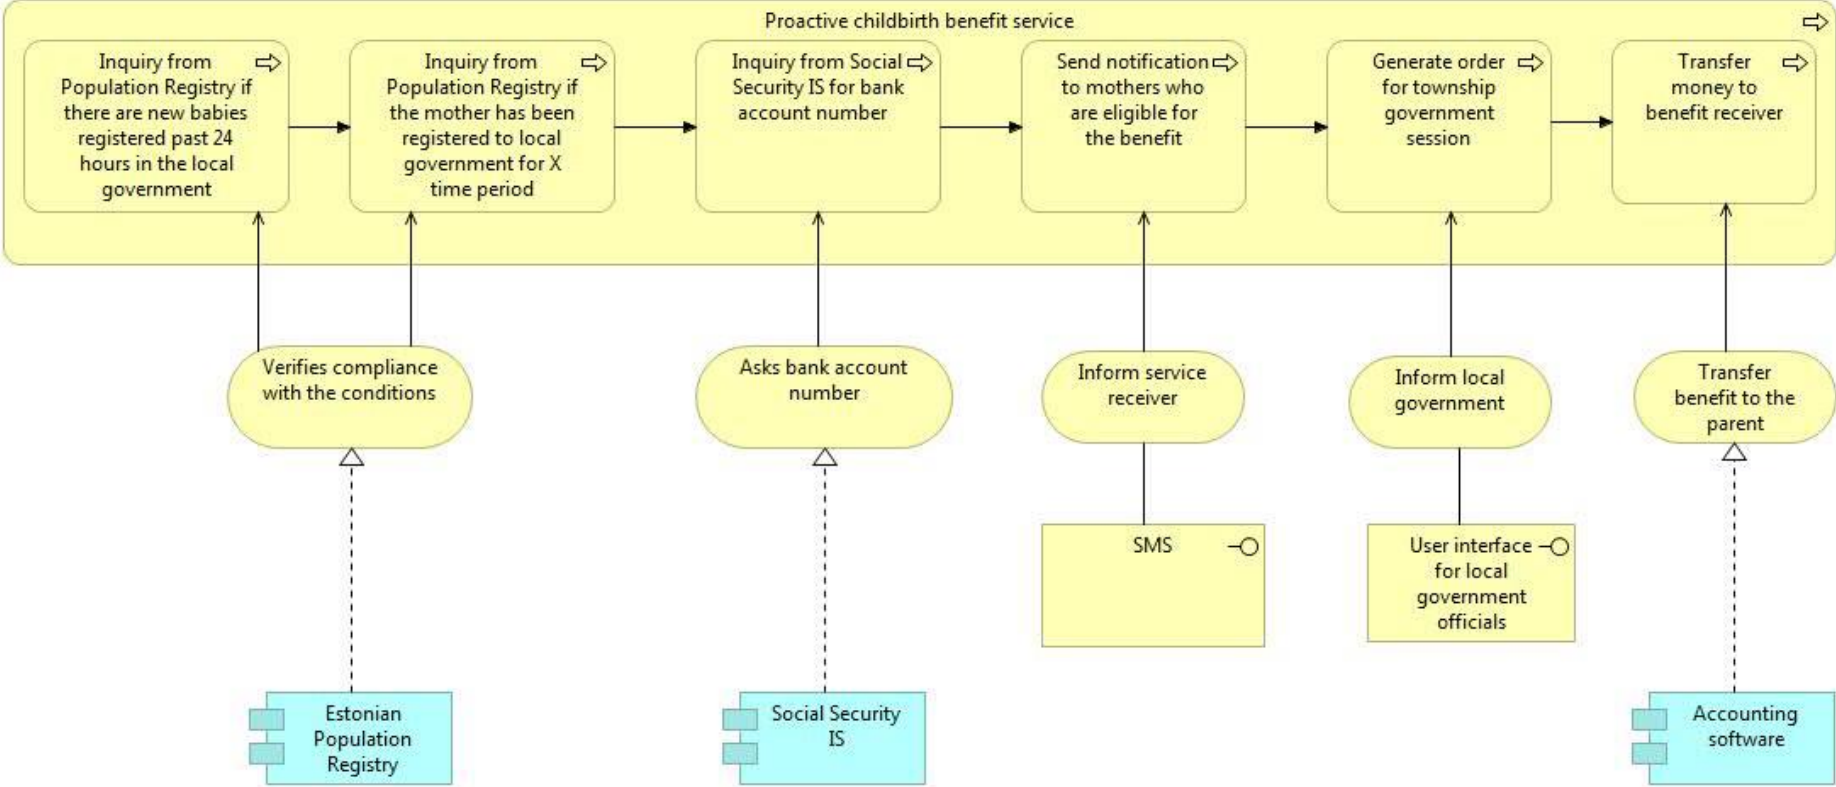 Proactive childbirth benefit service
Inquiry from
Population Registry if
there are new babies
registered past 24
hours in the local
government
Inquiry from
Population Registry if
the mother has been
registered to local
government for X
time period
Inquiry from Social
Security IS for bank
account number
Send notification
to mothers who
are eligible for
the benefit
Generate order
for township
government
session
Transfer
money to
benefit receiver
Verifies compliance
with the conditions
Asks bank account
number
Inform service
receiver
Inform local
government
Transfer
benefit to the
parent
SMS
User interface
for local
government
officials
Estonian
Population
Registry
Social Security
IS
Accounting
software